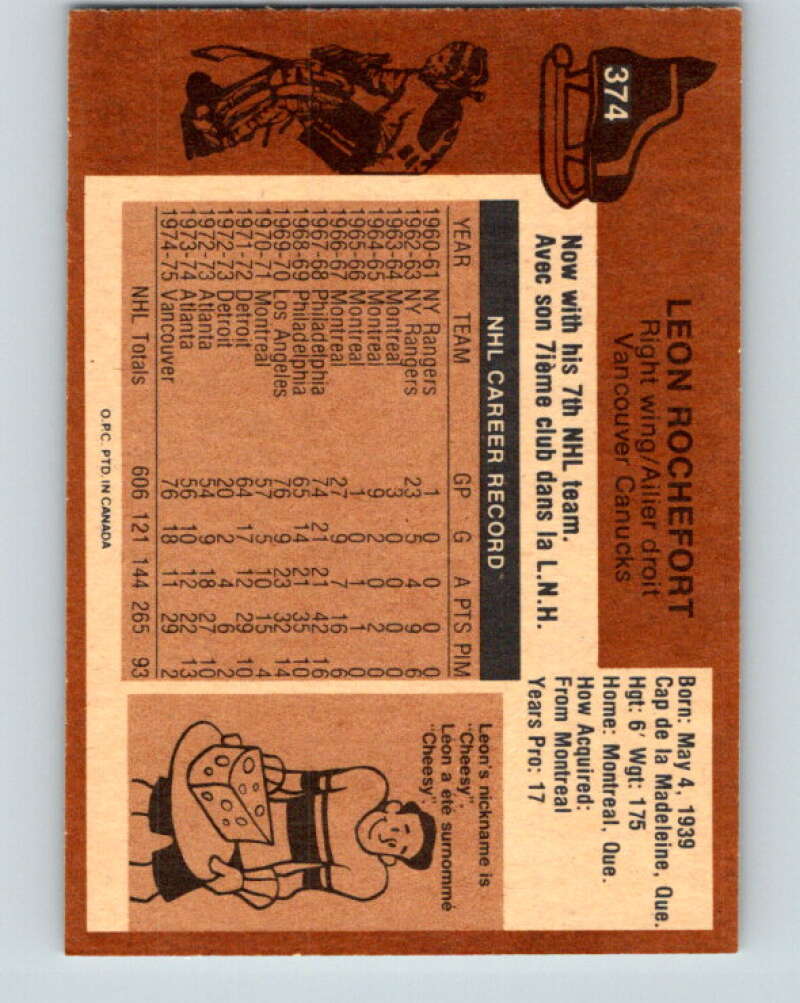 374
LEON ROCHEFORT
Right wing/Ailier droit
Vancouver Canucks
Now with his 7th NHL team.
Avec son 7ième club dans la L.N.H.
Born: May 4, 1939
Cap de la Madeleine, Que.
Hgt: 6' Wgt: 175
Home: Montreal, Que.
How Acquired:
From Montreal
Years Pro: 17
NHL CAREER RECORD
YEAR TEAM GP G A PTS PIM
1960-61 NY Rangers 1 0 0 0 0
1962-63 NY Rangers 23 5 4 9 6
1963-64 Montreal 3 0 0 0 0
1964-65 Montreal 9 2 0 2 0
1965-66 Montreal 1 0 1 1 0
1966-67 Montreal 27 9 7 16 6
1967-68 Philadelphia 74 21 21 42 16
1968-69 Philadelphia 65 14 21 35 10
1969-70 Los Angeles 76 9 23 32 14
1970-71 Montreal 57 5 10 15 4
1971-72 Detroit 64 17 12 29 10
1972-73 Detroit 20 2 4 6 2
1972-73 Atlanta 54 9 18 27 10
1973-74 Atlanta 56 10 12 22 13
1974-75 Vancouver 76 18 11 29 2
NHL Totals 606 121 144 265 93
Leon's nickname is
"Cheesy".
Léon a été surnommé
"Cheesy".
O.P.C. PTD. IN CANADA